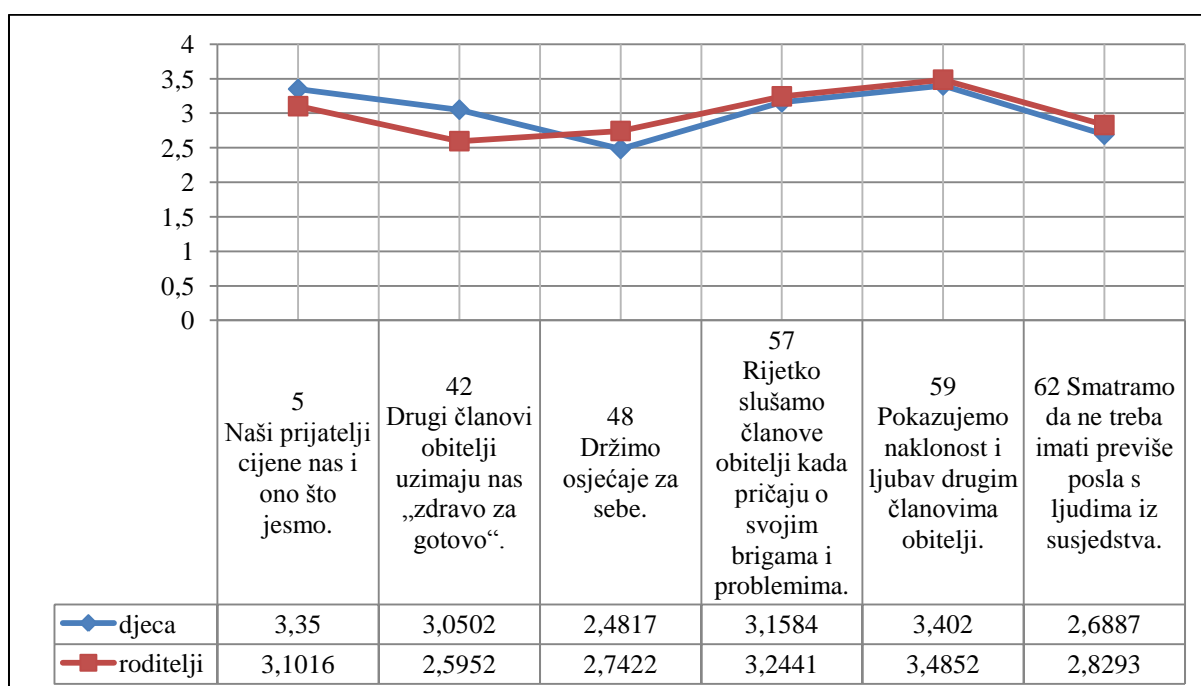 4
3,5
3
2,5
2
1,5
1
0,5
0
5
Naši prijatelji
cijene nas i
ono što
jesmo.
42
Drugi članovi
obitelji
uzimaju nas
„zdravo za
gotovo“.
48
Držimo
osjećaje za
sebe.
57
Rijetko
slušamo
članove
obitelji kada
pričaju o
svojim
brigama i
problemima.
59
Pokazujemo
naklonost i
ljubav drugim
članovima
obitelji.
62 Smatramo
da ne treba
imati previše
posla s
ljudima iz
susjedstva.
djeca 3,35 3,0502 2,4817 3,1584 3,402 2,6887
roditelji 3,1016 2,5952 2,7422 3,2441 3,4852 2,8293